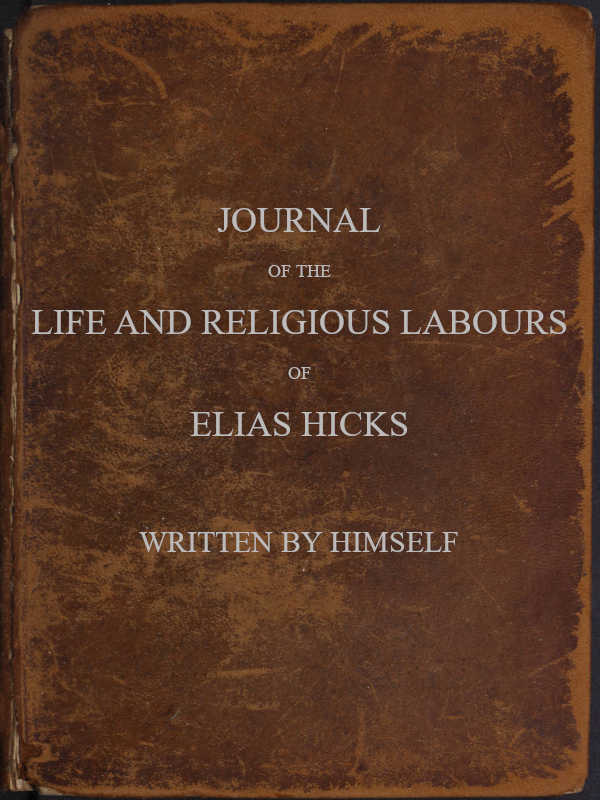 JOURNAL
OF THE
LIFE AND RELIGIOUS LABOURS
OF
ELIAS HICKS
WRITTEN BY HIMSELF